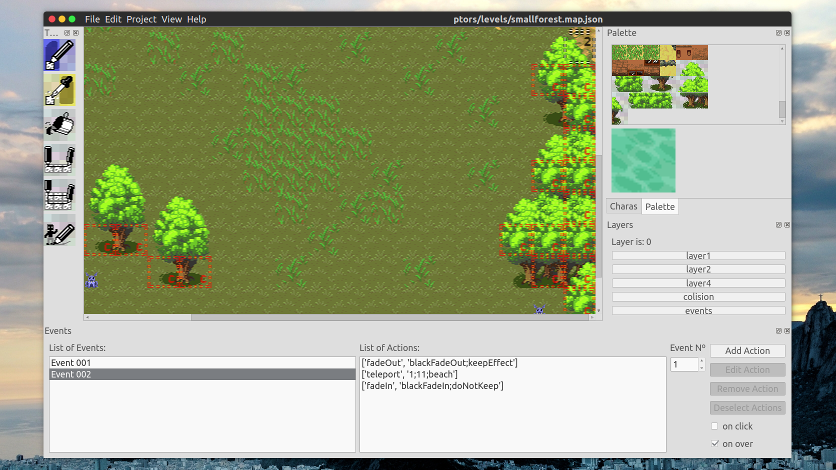 File Edit Project View Help
ptors/levels/smallforest.map.json
T...
Palette
2
Charas
Palette
Layers
Layer is: 0
layer1
layer2
layer4
colision
events
Events
List of Events:
Event 001
Event 002
List of Actions:
['fadeOut', 'blackFadeOut;keepEffect']
['teleport', '1;11;beach']
['fadeIn', 'blackFadeIn;doNotKeep']
Event Nº
1
Add Action
Edit Action
Remove Action
Deselect Actions
on click
on over